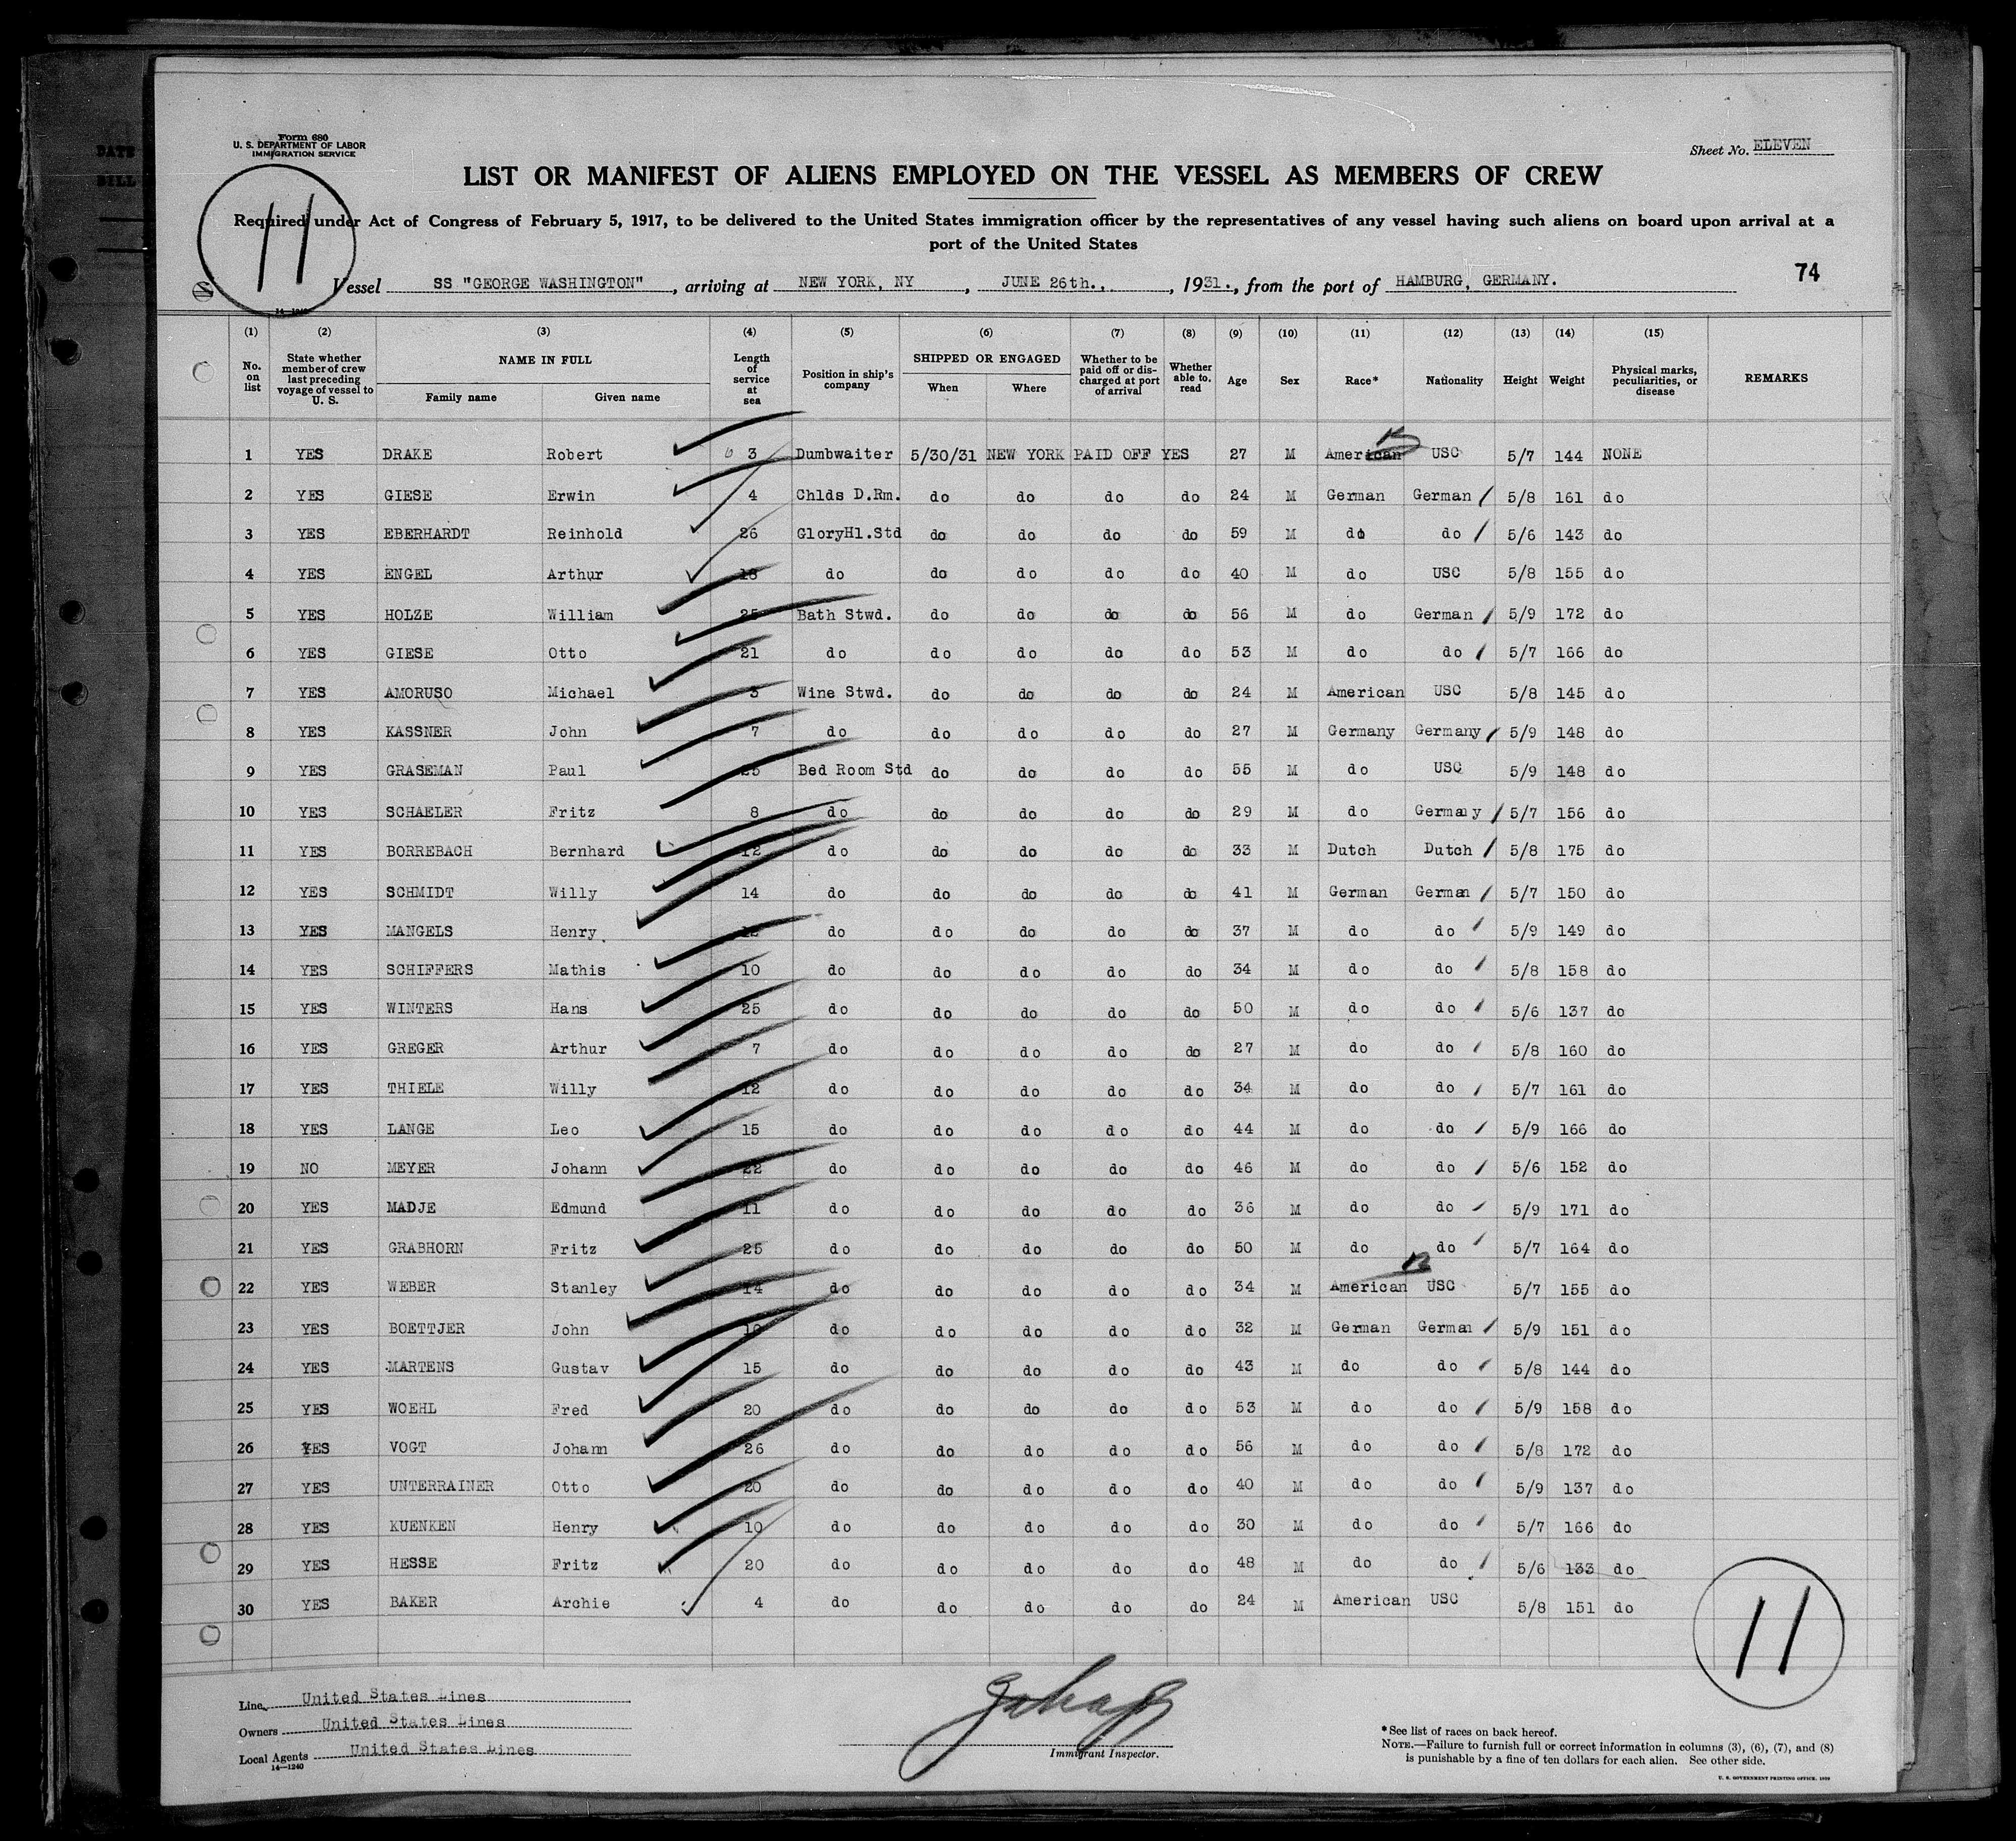 Form 680
U. S. DEPARTMENT OF LABOR
IMMIGRATION SERVICE
Sheet No. ELEVEN
LIST OR MANIFEST OF ALIENS EMPLOYED ON THE VESSEL AS MEMBERS OF CREW
11
Required under Act of Congress of February 5, 1917, to be delivered to the United States immigration officer by the representatives of any vessel having such aliens on board upon arrival at a
port of the United States
74
Vessel SS "GEORGE WASHINGTON", arriving at NEW YORK, NY, JUNE 26th., 1931., from the port of HAMBURG, GERMANY.
(1) (2) (3) (4) (5) (6) (7) (8) (9) (10) (11) (12) (13) (14) (15)
No. on list State whether member of crew last preceding voyage of vessel to U. S. NAME IN FULL Family name Given name Length of service at sea Position in ship's company SHIPPED OR ENGAGED When Where Whether to be paid off or discharged at port of arrival Whether able to read Age Sex Race* Nationality Height Weight Physical marks, peculiarities, or disease REMARKS
1 YES DRAKE Robert 6 3 Dumbwaiter 5/30/31 NEW YORK PAID OFF YES 27 M American USC 5/7 144 NONE
2 YES GIESE Erwin 4 Chlds D.Rm. do do do do 24 M German German 5/8 161 do
3 YES EBERHARDT Reinhold 26 GloryHl.Std do do do do 59 M do do 5/6 143 do
4 YES ENGEL Arthur 18 do do do do do 40 M do USC 5/8 155 do
5 YES HOLZE William 25 Bath Stwd. do do do do 56 M do German 5/9 172 do
6 YES GIESE Otto 21 do do do do do 53 M do do 5/7 166 do
7 YES AMORUSO Michael 3 Wine Stwd. do do do do 24 M American USC 5/8 145 do
8 YES KASSNER John 7 do do do do do 27 M Germany Germany 5/9 148 do
9 YES GRASEMAN Paul 25 Bed Room Std do do do do 55 M do USC 5/9 148 do
10 YES SCHAELER Fritz 8 do do do do do 29 M do Germany 5/7 156 do
11 YES BORREBACH Bernhard 12 do do do do do 33 M Dutch Dutch 5/8 175 do
12 YES SCHMIDT Willy 14 do do do do do 41 M German German 5/7 150 do
13 YES MANGELS Henry 12 do do do do do 37 M do do 5/9 149 do
14 YES SCHIFFERS Mathis 10 do do do do do 34 M do do 5/8 158 do
15 YES WINTERS Hans 25 do do do do do 50 M do do 5/6 137 do
16 YES GREGER Arthur 7 do do do do do 27 M do do 5/8 160 do
17 YES THIELE Willy 12 do do do do do 34 M do do 5/7 161 do
18 YES LANGE Leo 15 do do do do do 44 M do do 5/9 166 do
19 NO MEYER Johann 22 do do do do do 46 M do do 5/6 152 do
20 YES MADJE Edmund 11 do do do do do 36 M do do 5/9 171 do
21 YES GRABHORN Fritz 25 do do do do do 50 M do do 5/7 164 do
22 YES WEBER Stanley 14 do do do do do 34 M American USC 5/7 155 do
23 YES BOETTJER John 10 do do do do do 32 M German German 5/9 151 do
24 YES MARTENS Gustav 15 do do do do do 43 M do do 5/8 144 do
25 YES WOEHL Fred 20 do do do do do 53 M do do 5/9 158 do
26 YES VOGT Johann 26 do do do do do 56 M do do 5/8 172 do
27 YES UNTERRAINER Otto 20 do do do do do 40 M do do 5/9 137 do
28 YES KUENKEN Henry 10 do do do do do 30 M do do 5/7 166 do
29 YES HESSE Fritz 20 do do do do do 48 M do do 5/6 133 do
30 YES BAKER Archie 4 do do do do do 24 M American USC 5/8 151 do
11
Line United States Lines
Owners United States Lines
Local Agents United States Lines
14—1240
Immigrant Inspector.
*See list of races on back hereof.
NOTE.—Failure to furnish full or correct information in columns (3), (6), (7), and (8)
is punishable by a fine of ten dollars for each alien. See other side.
U. S. GOVERNMENT PRINTING OFFICE, 1929